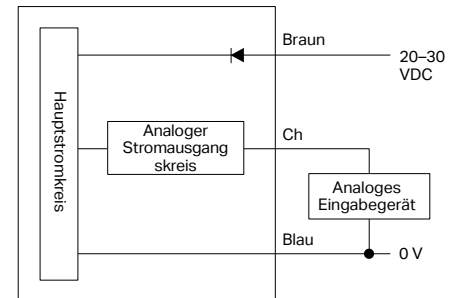 Braun
20–30
VDC
Hauptstromkreis
Analoger
Stromausgang
skreis
Ch
Analoges
Eingabegerät
Blau
0 V